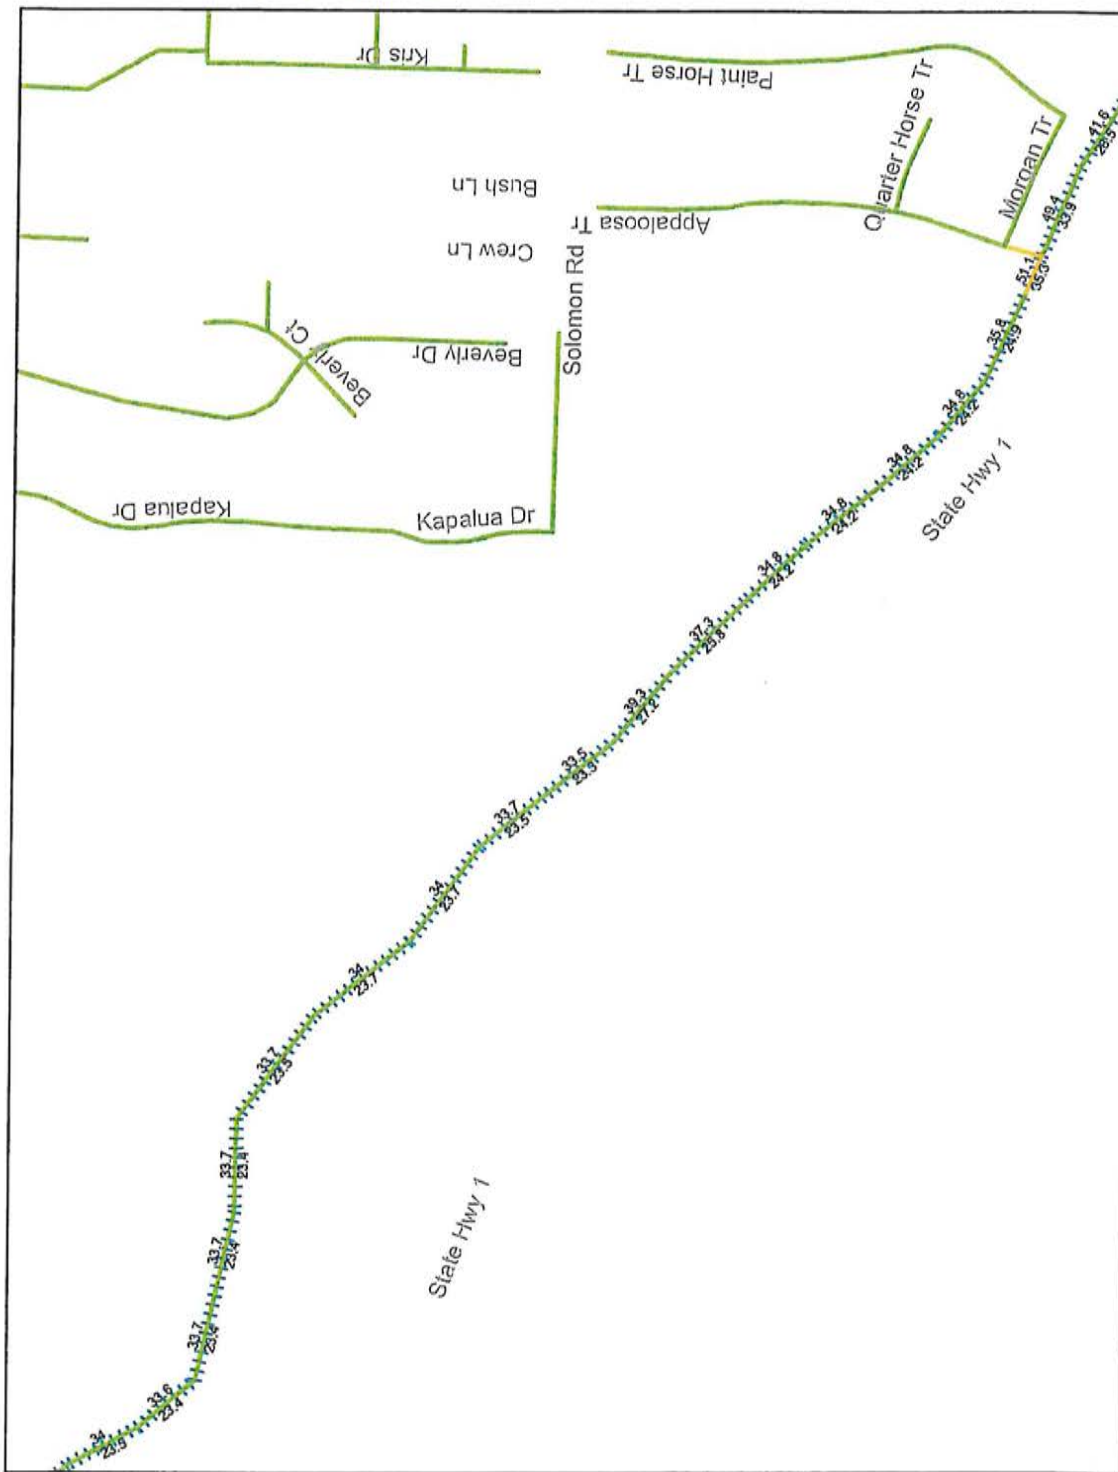 Kris Dr
Paint Horse Tr
Quarter Horse Tr
Morgan Tr
Bush Ln
Appaloosa Tr
Crew Ln
Solomon Rd
Beverly Ct
Beverly Dr
Kapalua Dr
Kapalua Dr
State Hwy 1
State Hwy 1
41.6
28.5
49.4
33.9
51.1
35.3
35.8
24.9
34.8
24.2
34.8
24.2
34.8
24.2
34.8
24.2
37.3
25.8
39.3
27.2
33.5
23.3
33.7
23.5
34
23.7
34
23.7
33.7
23.5
33.7
23.4
33.7
23.4
33.7
23.4
33.6
23.4
34
23.5